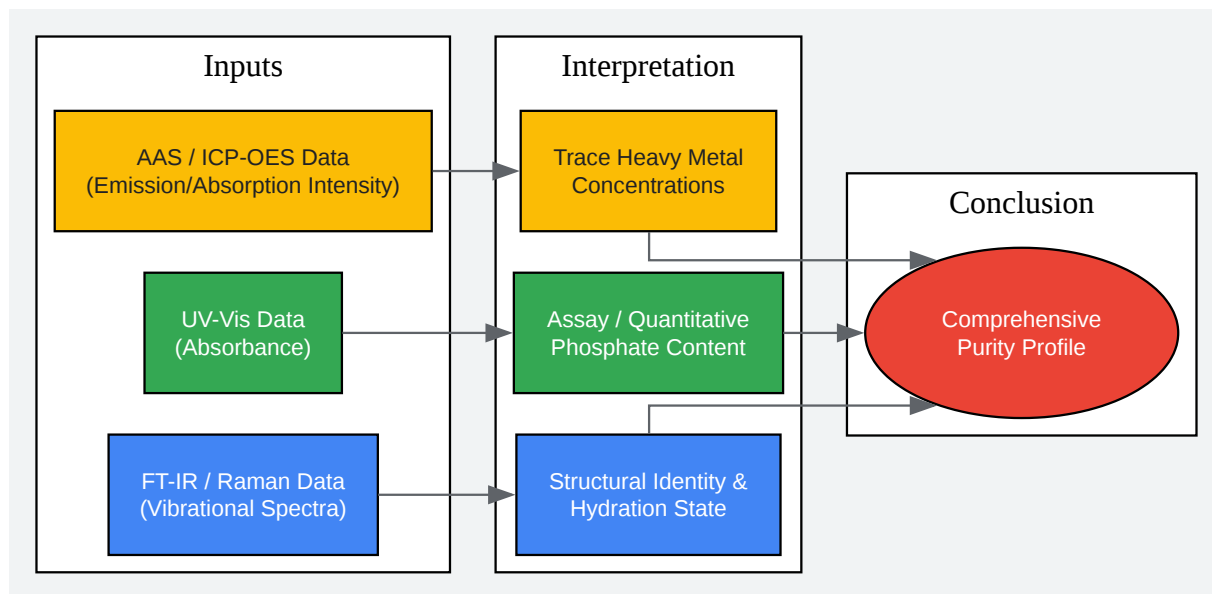 Inputs
AAS / ICP-OES Data
(Emission/Absorption Intensity)
UV-Vis Data
(Absorbance)
FT-IR / Raman Data
(Vibrational Spectra)
Interpretation
Trace Heavy Metal
Concentrations
Assay / Quantitative
Phosphate Content
Structural Identity &
Hydration State
Conclusion
Comprehensive
Purity Profile